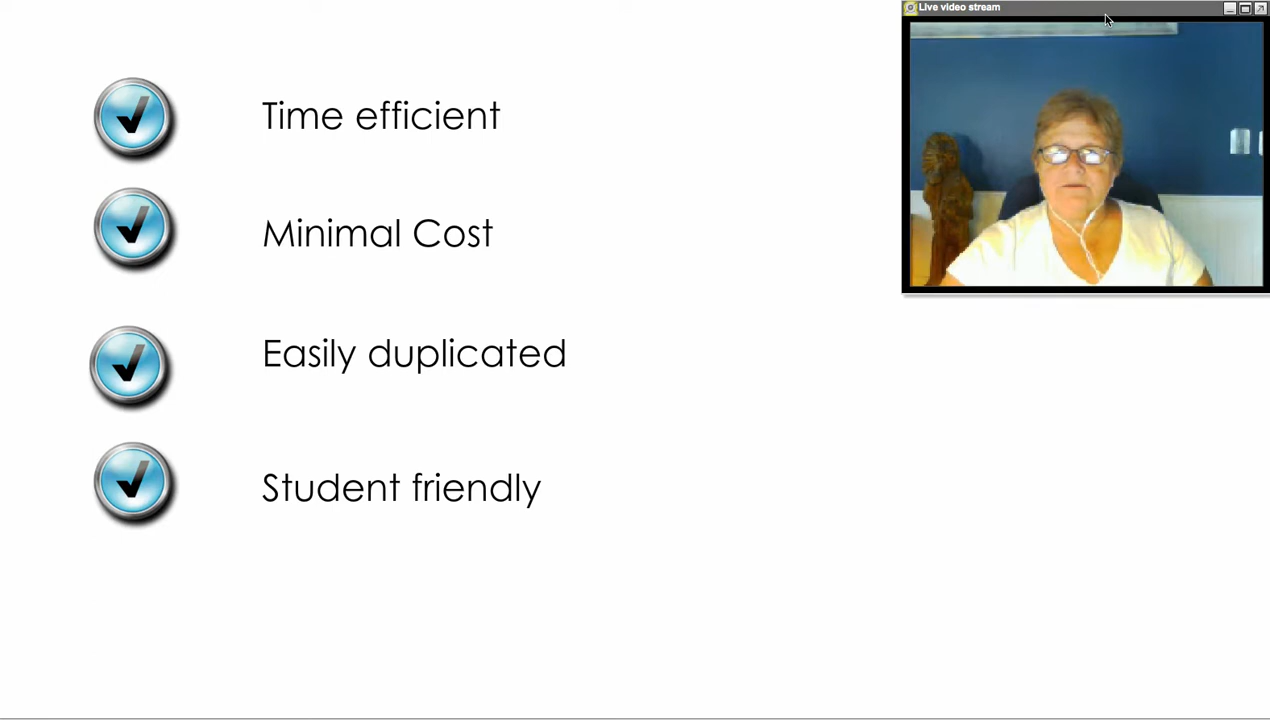 Live video stream
Time efficient
Minimal Cost
Easily duplicated
Student friendly